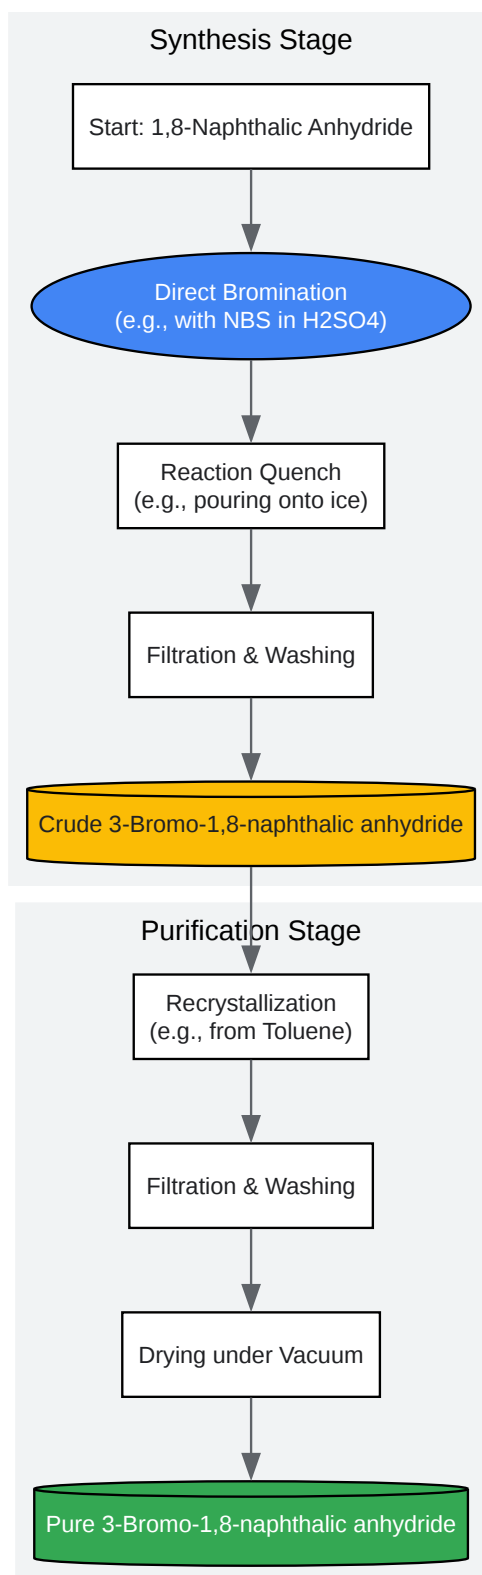 Synthesis Stage
Start: 1,8-Naphthalic Anhydride
Direct Bromination
(e.g., with NBS in H2SO4)
Reaction Quench
(e.g., pouring onto ice)
Filtration & Washing
Crude 3-Bromo-1,8-naphthalic anhydride
Purification Stage
Recrystallization
(e.g., from Toluene)
Filtration & Washing
Drying under Vacuum
Pure 3-Bromo-1,8-naphthalic anhydride